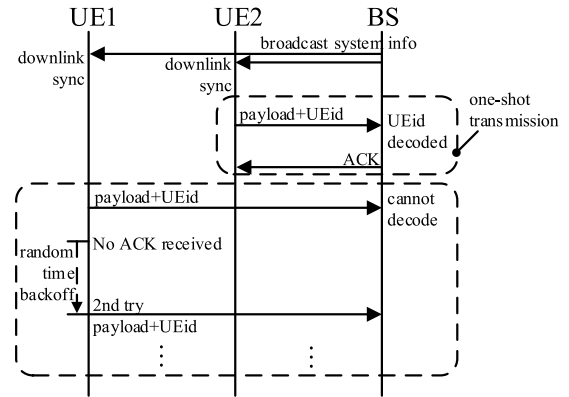 UE1 UE2 BS
broadcast system info
downlink
sync
downlink
sync
payload+UEid
UEid
decoded
one-shot
transmission
ACK
payload+UEid
cannot
decode
No ACK received
random
time
backoff
2nd try
payload+UEid